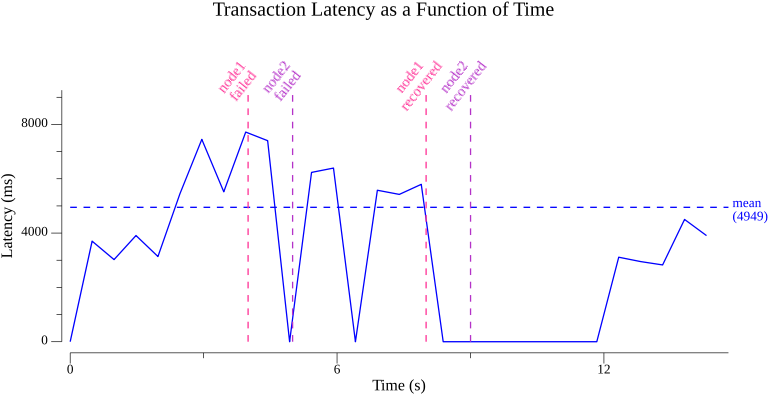 Transaction Latency as a Function of Time
node1
failed
node2
failed
node1
recovered
node2
recovered
8000
4000
0
Latency (ms)
mean
(4949)
0
6
12
Time (s)